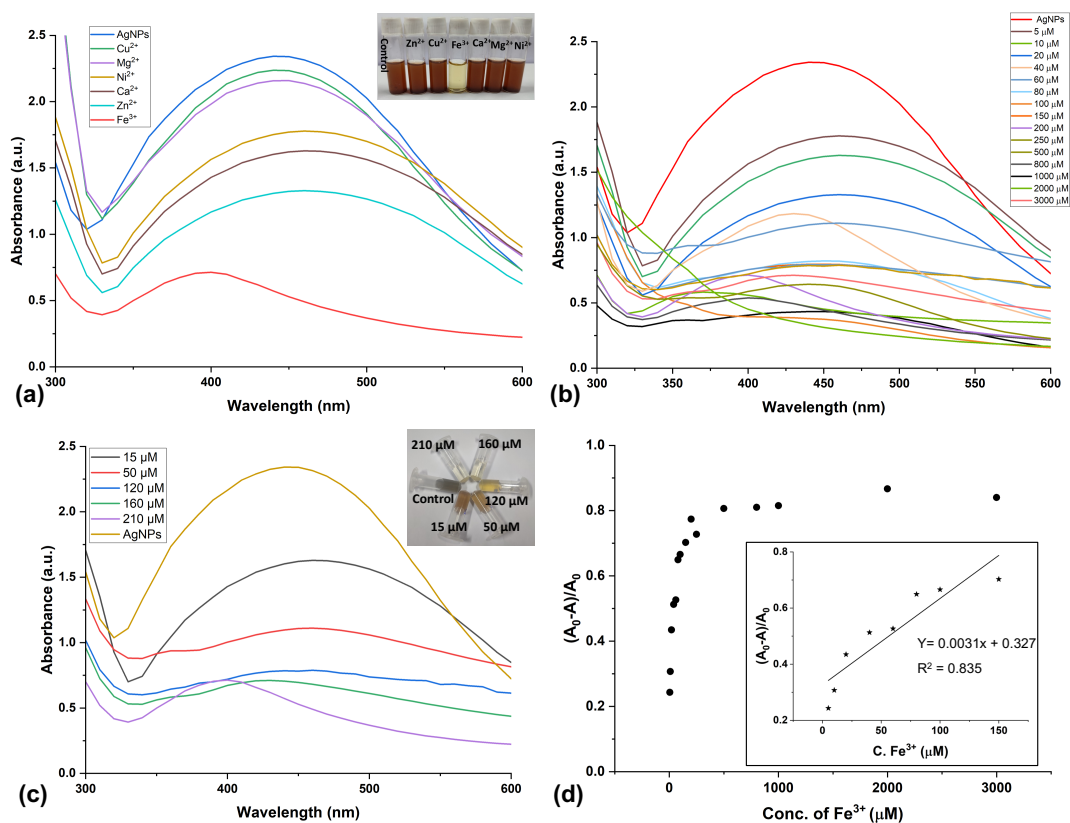 AgNPs
Cu2+
Mg2+
Ni2+
Ca2+
Zn2+
Fe3+
Control
Zn2+ Cu2+ Fe3+ Ca2+ Mg2+ Ni2+
2.5
2.0
1.5
1.0
0.5
0.0
Absorbance (a.u.)
300 400 500 600
Wavelength (nm)
(a)
AgNPs
5 μM
10 μM
20 μM
40 μM
60 μM
80 μM
100 μM
150 μM
200 μM
250 μM
500 μM
800 μM
1000 μM
2000 μM
3000 μM
2.5
2.0
1.5
1.0
0.5
0.0
Absorbance (a.u.)
300 350 400 450 500 550 600
Wavelength (nm)
(b)
15 μM
50 μM
120 μM
160 μM
210 μM
AgNPs
210 μM 160 μM
Control 120 μM
15 μM 50 μM
2.5
2.0
1.5
1.0
0.5
0.0
Absorbance (a.u.)
300 400 500 600
Wavelength (nm)
(c)
1.0
0.8
0.6
0.4
0.2
0.0
(A0-A)/A0
0 1000 2000 3000
Conc. of Fe3+ (μM)
(d)
0.8
0.6
0.4
0.2
(A0-A)/A0
Y= 0.0031x + 0.327
R2 = 0.835
0 50 100 150
C. Fe3+ (μM)